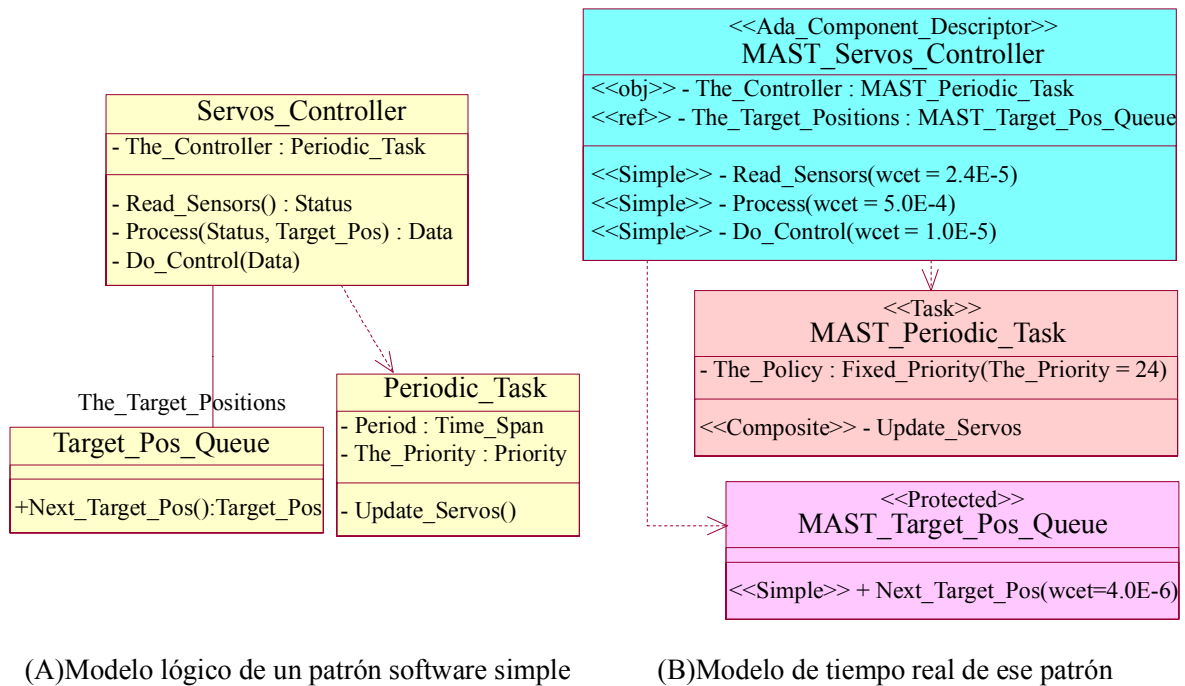 Servos_Controller
- The_Controller : Periodic_Task
- Read_Sensors() : Status
- Process(Status, Target_Pos) : Data
- Do_Control(Data)
The_Target_Positions
Target_Pos_Queue
+Next_Target_Pos():Target_Pos
Periodic_Task
- Period : Time_Span
- The_Priority : Priority
- Update_Servos()
(A)Modelo lógico de un patrón software simple
<<Ada_Component_Descriptor>>
MAST_Servos_Controller
<<obj>> - The_Controller : MAST_Periodic_Task
<<ref>> - The_Target_Positions : MAST_Target_Pos_Queue
<<Simple>> - Read_Sensors(wcet = 2.4E-5)
<<Simple>> - Process(wcet = 5.0E-4)
<<Simple>> - Do_Control(wcet = 1.0E-5)
<<Task>>
MAST_Periodic_Task
- The_Policy : Fixed_Priority(The_Priority = 24)
<<Composite>> - Update_Servos
<<Protected>>
MAST_Target_Pos_Queue
<<Simple>> + Next_Target_Pos(wcet=4.0E-6)
(B)Modelo de tiempo real de ese patrón